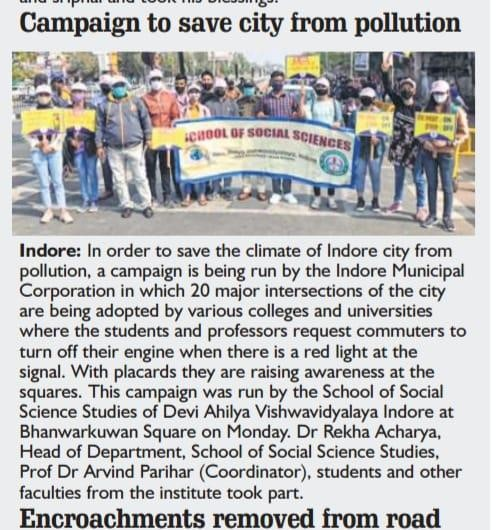 and sriphal and took his blessings.
Campaign to save city from pollution
SCHOOL OF SOCIAL SCIENCES
Indore: In order to save the climate of Indore city from
pollution, a campaign is being run by the Indore Municipal
Corporation in which 20 major intersections of the city
are being adopted by various colleges and universities
where the students and professors request commuters to
turn off their engine when there is a red light at the
signal. With placards they are raising awareness at the
squares. This campaign was run by the School of Social
Science Studies of Devi Ahilya Vishwavidyalaya Indore at
Bhanwarkuwan Square on Monday. Dr Rekha Acharya,
Head of Department, School of Social Science Studies,
Prof Dr Arvind Parihar (Coordinator), students and other
faculties from the institute took part.
Encroachments removed from road